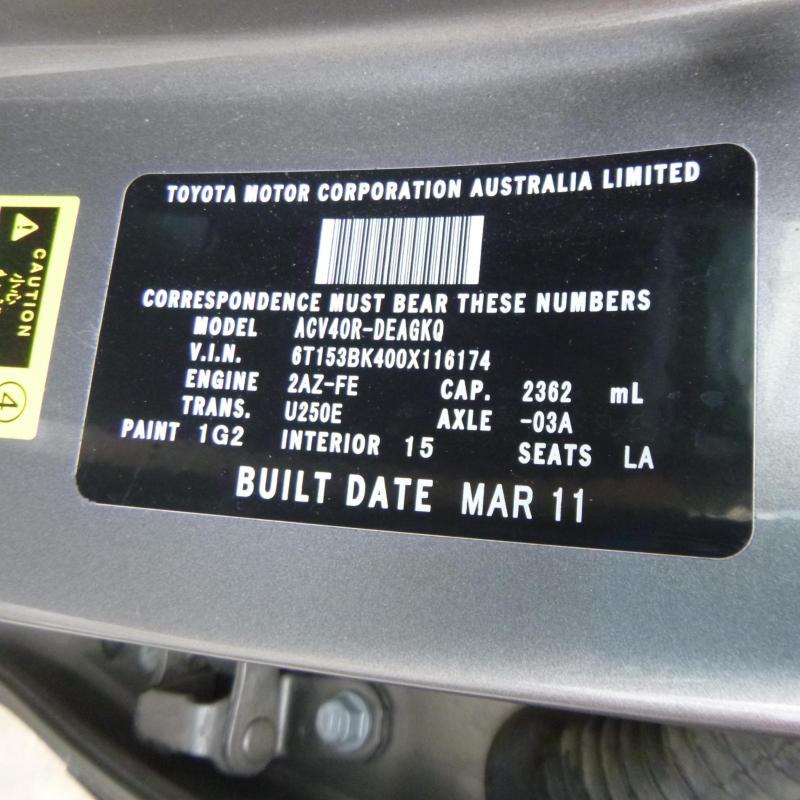 TOYOTA MOTOR CORPORATION AUSTRALIA LIMITED
CORRESPONDENCE MUST BEAR THESE NUMBERS
MODEL ACV40R-DEAGKQ
V.I.N. 6T153BK400X116174
ENGINE 2AZ-FE CAP. 2362 mL
TRANS. U250E AXLE -03A
PAINT 1G2 INTERIOR 15 SEATS LA
BUILT DATE MAR 11
CAUTION
4